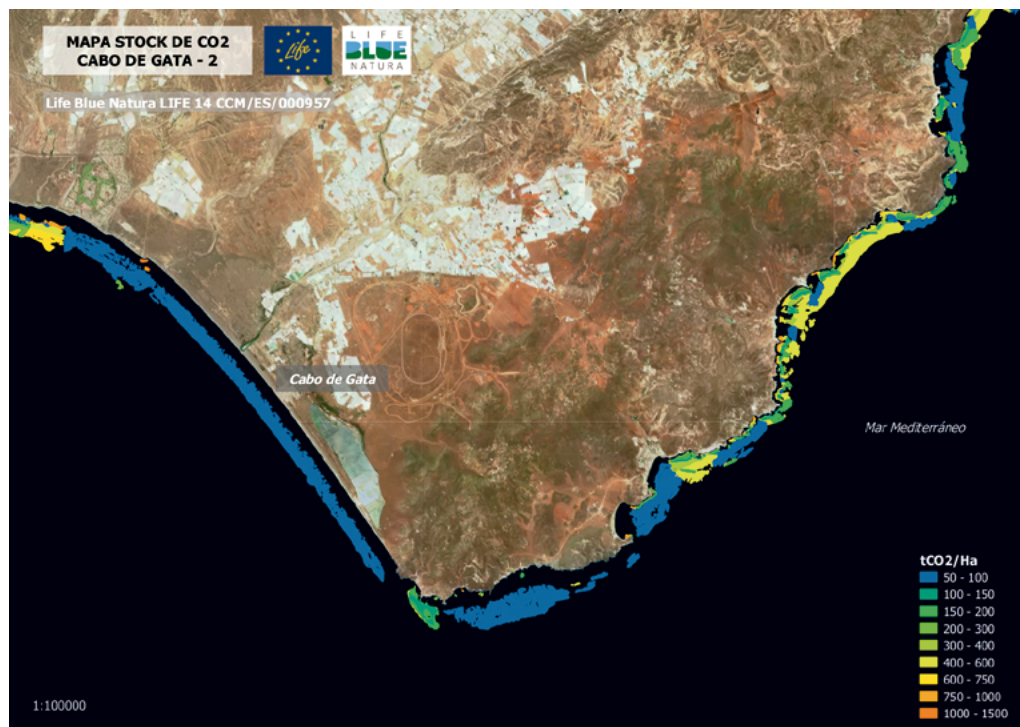 MAPA STOCK DE CO2
CABO DE GATA - 2
Life
LIFE
BLUE
NATURA
Life Blue Natura LIFE 14 CCM/ES/000957
Cabo de Gata
Mar Mediterráneo
tCO2/Ha
50 - 100
100 - 150
150 - 200
200 - 300
300 - 400
400 - 600
600 - 750
750 - 1000
1000 - 1500
1:100000